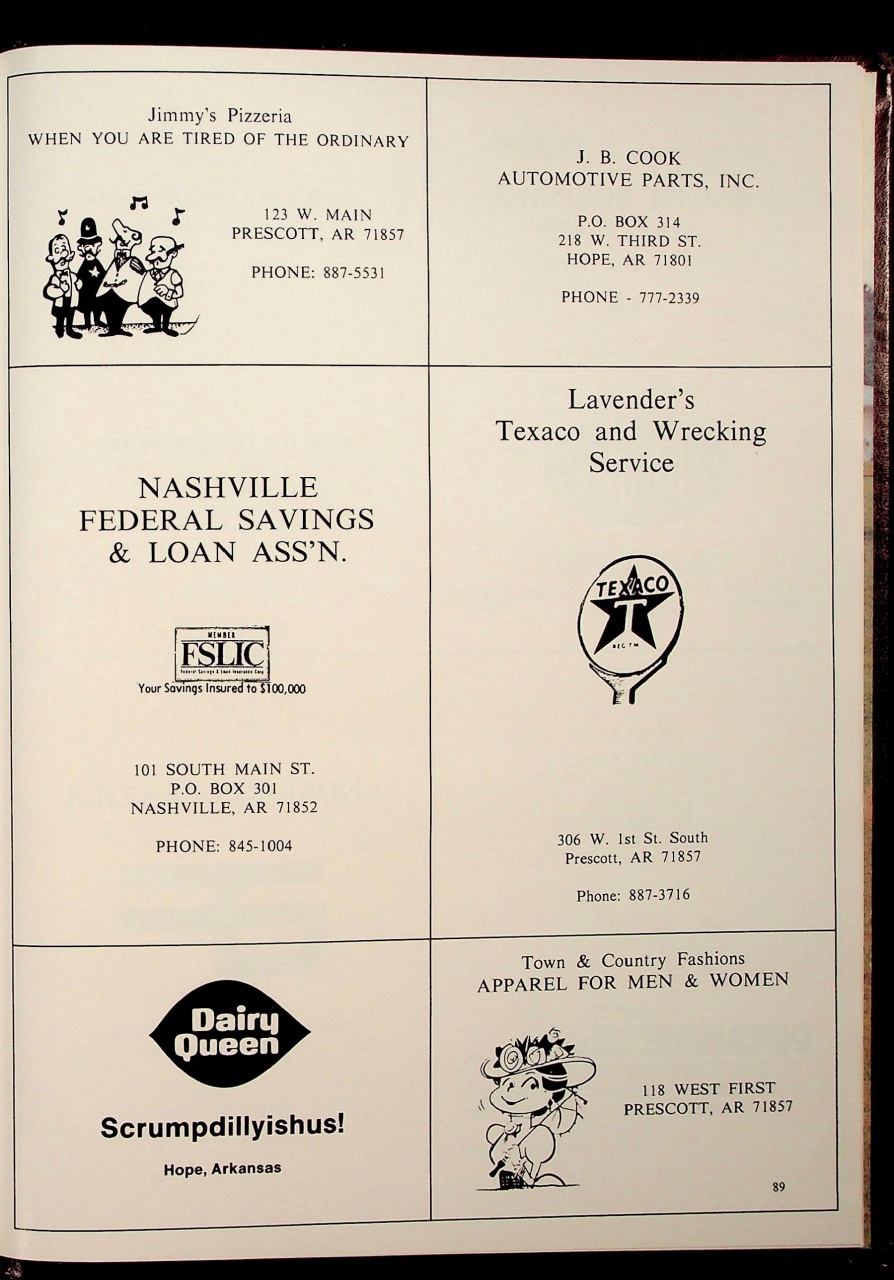 Jimmy's Pizzeria
WHEN YOU ARE TIRED OF THE ORDINARY
123 W. MAIN
PRESCOTT, AR 71857
PHONE: 887-5531
J. B. COOK
AUTOMOTIVE PARTS, INC.
P.O. BOX 314
218 W. THIRD ST.
HOPE, AR 71801
PHONE - 777-2339
NASHVILLE
FEDERAL SAVINGS
& LOAN ASS'N.
MEMBER
FSLIC
Federal Savings & Loan Insurance Corp.
Your Savings Insured to $100,000
101 SOUTH MAIN ST.
P.O. BOX 301
NASHVILLE, AR 71852
PHONE: 845-1004
Lavender's
Texaco and Wrecking
Service
TEXACO
T
306 W. 1st St. South
Prescott, AR 71857
Phone: 887-3716
Dairy
Queen
Scrumpdillyishus!
Hope, Arkansas
Town & Country Fashions
APPAREL FOR MEN & WOMEN
118 WEST FIRST
PRESCOTT, AR 71857
89